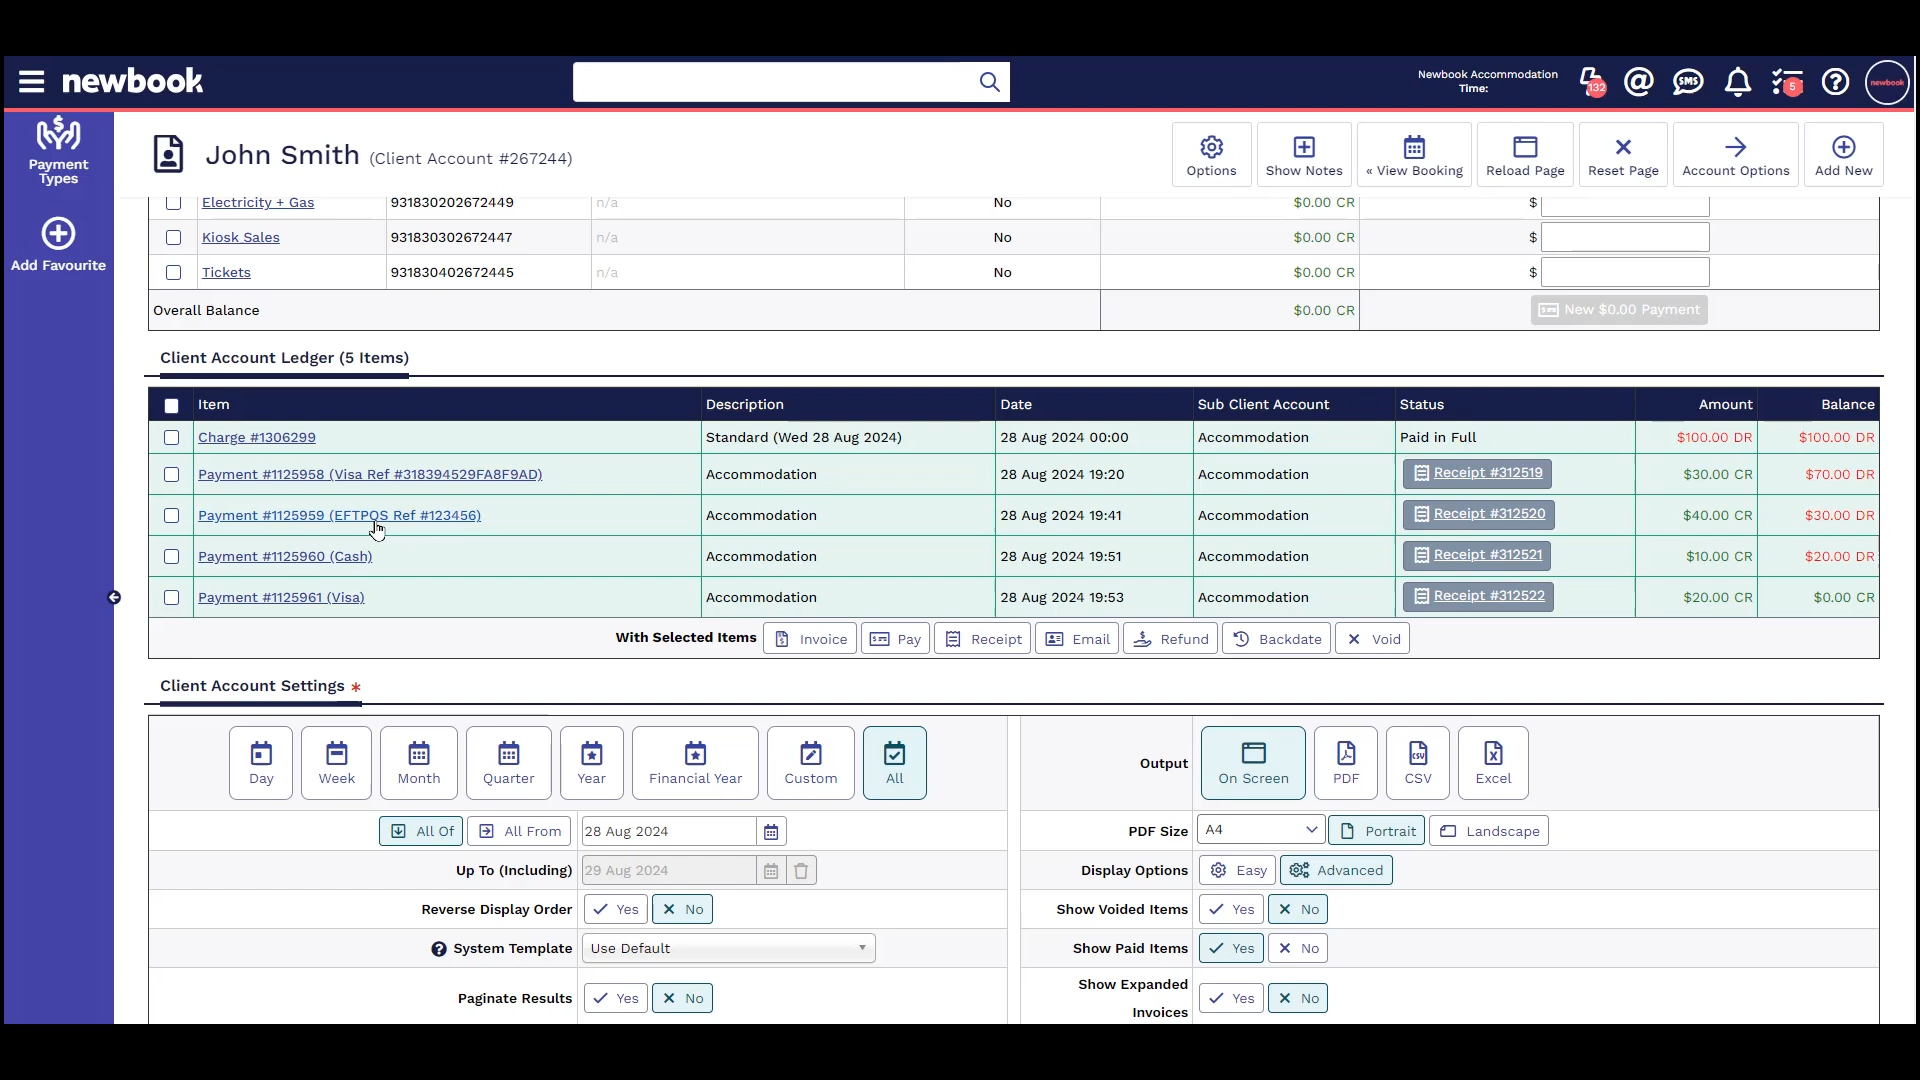 newbook
Newbook Accommodation
Time:
132
SMS
5
newbook
Payment Types
Add Favourite
John Smith (Client Account #267244)
Options
Show Notes
« View Booking
Reload Page
Reset Page
Account Options
Add New
Electricity + Gas 931830202672449 n/a No $0.00 CR $
Kiosk Sales 931830302672447 n/a No $0.00 CR $
Tickets 931830402672445 n/a No $0.00 CR $
Overall Balance $0.00 CR New $0.00 Payment
Client Account Ledger (5 Items)
Item Description Date Sub Client Account Status Amount Balance
Charge #1306299 Standard (Wed 28 Aug 2024) 28 Aug 2024 00:00 Accommodation Paid in Full $100.00 DR $100.00 DR
Payment #1125958 (Visa Ref #318394529FA8F9AD) Accommodation 28 Aug 2024 19:20 Accommodation Receipt #312519 $30.00 CR $70.00 DR
Payment #1125959 (EFTPOS Ref #123456) Accommodation 28 Aug 2024 19:41 Accommodation Receipt #312520 $40.00 CR $30.00 DR
Payment #1125960 (Cash) Accommodation 28 Aug 2024 19:51 Accommodation Receipt #312521 $10.00 CR $20.00 DR
Payment #1125961 (Visa) Accommodation 28 Aug 2024 19:53 Accommodation Receipt #312522 $20.00 CR $0.00 CR
With Selected Items Invoice Pay Receipt Email Refund Backdate Void
Client Account Settings *
Day Week Month Quarter Year Financial Year Custom All
Output On Screen PDF CSV Excel
All Of All From 28 Aug 2024
PDF Size A4 Portrait Landscape
Up To (Including) 29 Aug 2024
Display Options Easy Advanced
Reverse Display Order Yes No
Show Voided Items Yes No
System Template Use Default
Show Paid Items Yes No
Paginate Results Yes No
Show Expanded
Invoices Yes No